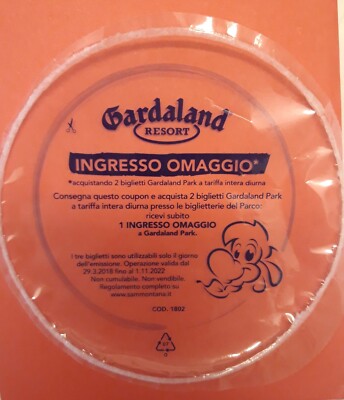 Gardaland
RESORT
INGRESSO OMAGGIO*
*acquistando 2 biglietti Gardaland Park a tariffa intera diurna
Consegna questo coupon e acquista 2 biglietti Gardaland Park
a tariffa intera diurna presso le biglietterie del Parco:
ricevi subito
1 INGRESSO OMAGGIO
a Gardaland Park.
I tre biglietti sono utilizzabili solo il giorno
dell'emissione. Operazione valida dal
29.3.2018 fino al 1.11.2022
Non cumulabile. Non vendibile.
Regolamento completo su
www.sammontana.it
COD. 1802